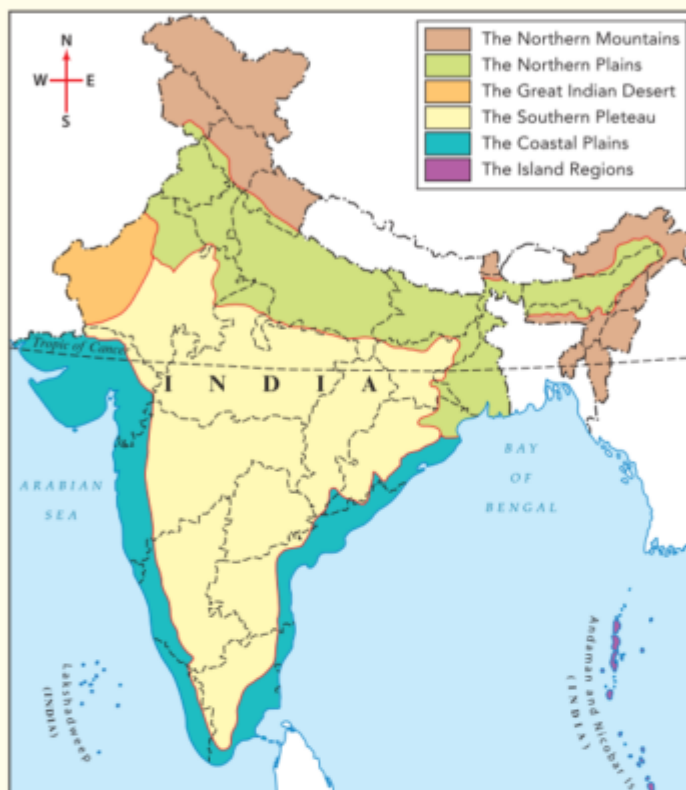 N
W E
S
The Northern Mountains
The Northern Plains
The Great Indian Desert
The Southern Pleteau
The Coastal Plains
The Island Regions
Tropic of Cancer
INDIA
ARABIAN
SEA
BAY
OF
BENGAL
Lakshadweep
(INDIA)
Andaman and Nicobar Is
(INDIA)